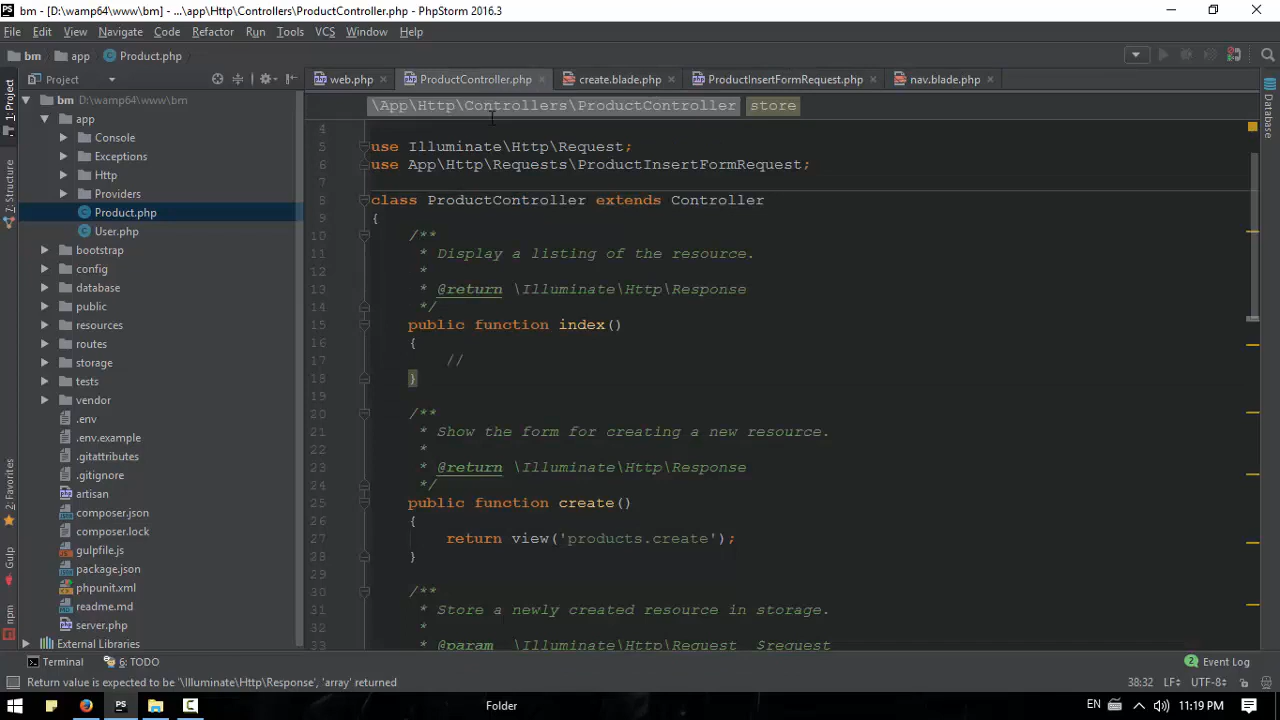 bm - [D:\wamp64\www\bm] - ...\app\Http\Controllers\ProductController.php - PhpStorm 2016.3
File Edit View Navigate Code Refactor Run Tools VCS Window Help
bm app Product.php
Project
web.php ProductController.php create.blade.php ProductInsertFormRequest.php nav.blade.php
\App\Http\Controllers\ProductController store
1: Project
7: Structure
2: Favorites
Gulp
npm
Database
bm D:\wamp64\www\bm
app
Console
Exceptions
Http
Providers
Product.php
User.php
bootstrap
config
database
public
resources
routes
storage
tests
vendor
.env
.env.example
.gitattributes
.gitignore
artisan
composer.json
composer.lock
gulpfile.js
package.json
phpunit.xml
readme.md
server.php
External Libraries
4
5 use Illuminate\Http\Request;
6 use App\Http\Requests\ProductInsertFormRequest;
7
8 class ProductController extends Controller
9 {
10 /**
11 * Display a listing of the resource.
12 *
13 * @return \Illuminate\Http\Response
14 */
15 public function index()
16 {
17 //
18 }
19
20 /**
21 * Show the form for creating a new resource.
22 *
23 * @return \Illuminate\Http\Response
24 */
25 public function create()
26 {
27 return view('products.create');
28 }
29
30 /**
31 * Store a newly created resource in storage.
32 *
33 * @param \Illuminate\Http\Request $request
Terminal 6: TODO Event Log
2
Return value is expected to be '\Illuminate\Http\Response', 'array' returned 38:32 LF÷ UTF-8÷
Folder EN 11:19 PM